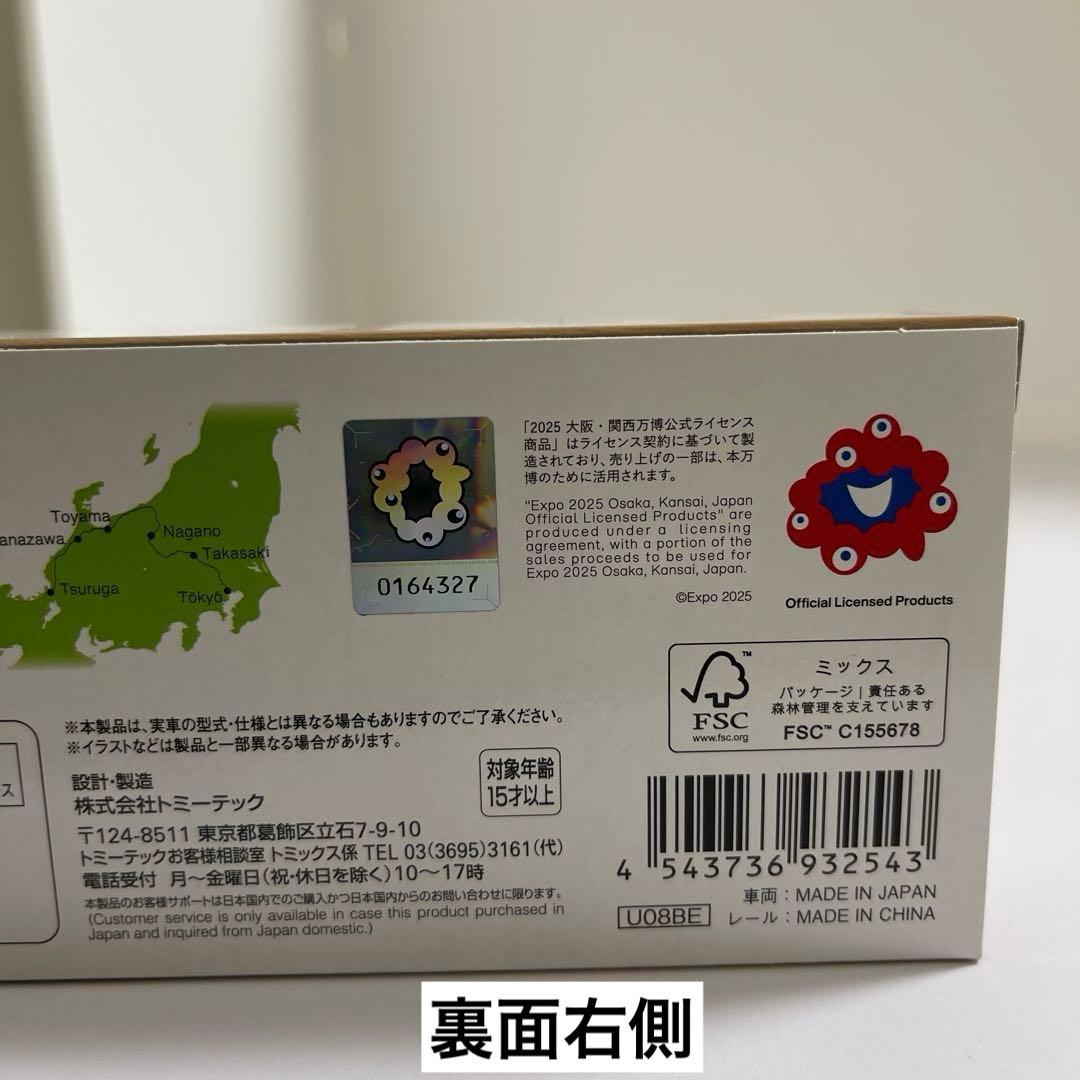 Toyama
anazawa
Nagano
Takasaki
Tsuruga
Tōkyō
0164327
「2025 大阪・関西万博公式ライセンス
商品」はライセンス契約に基づいて製
造されており、売り上げの一部は、本万
博のために活用されます。
"Expo 2025 Osaka, Kansai, Japan
Official Licensed Products" are
produced under a licensing
agreement, with a portion of the
sales proceeds to be used for
Expo 2025 Osaka, Kansai, Japan.
©Expo 2025
Official Licensed Products
FSC
www.fsc.org
ミックス
パッケージ | 責任ある
森林管理を支えています
FSC™ C155678
※本製品は、実車の型式・仕様とは異なる場合もありますのでご了承ください。
※イラストなどは製品と一部異なる場合があります。
ス
設計・製造
株式会社トミーテック
対象年齢
15才以上
〒124-8511 東京都葛飾区立石7-9-10
トミーテックお客様相談室 トミックス係 TEL 03(3695)3161(代)
電話受付 月～金曜日(祝・休日を除く)10～17時
本製品のお客様サポートは日本国内でのご購入かつ日本国内からのお問い合わせに限ります。
(Customer service is only available in case this product purchased in
Japan and inquired from Japan domestic.)
4 543736 932543
車両：MADE IN JAPAN
U08BE レール：MADE IN CHINA
裏面右側